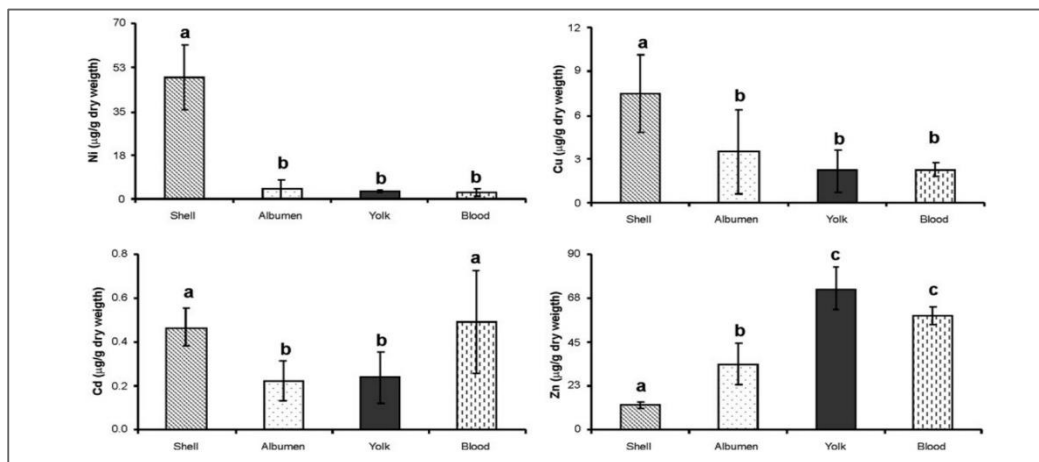 Ni (µg/g dry weigth)
70
53
35
18
0
a
b
b
b
Shell Albumen Yolk Blood
Cu (µg/g dry weigth)
12
9
6
3
0
a
b
b
b
Shell Albumen Yolk Blood
Cd (µg/g dry weigth)
0.8
0.6
0.4
0.2
0.0
a
b
b
a
Shell Albumen Yolk Blood
Zn (µg/g dry weigth)
90
68
45
23
0
a
b
c
c
Shell Albumen Yolk Blood